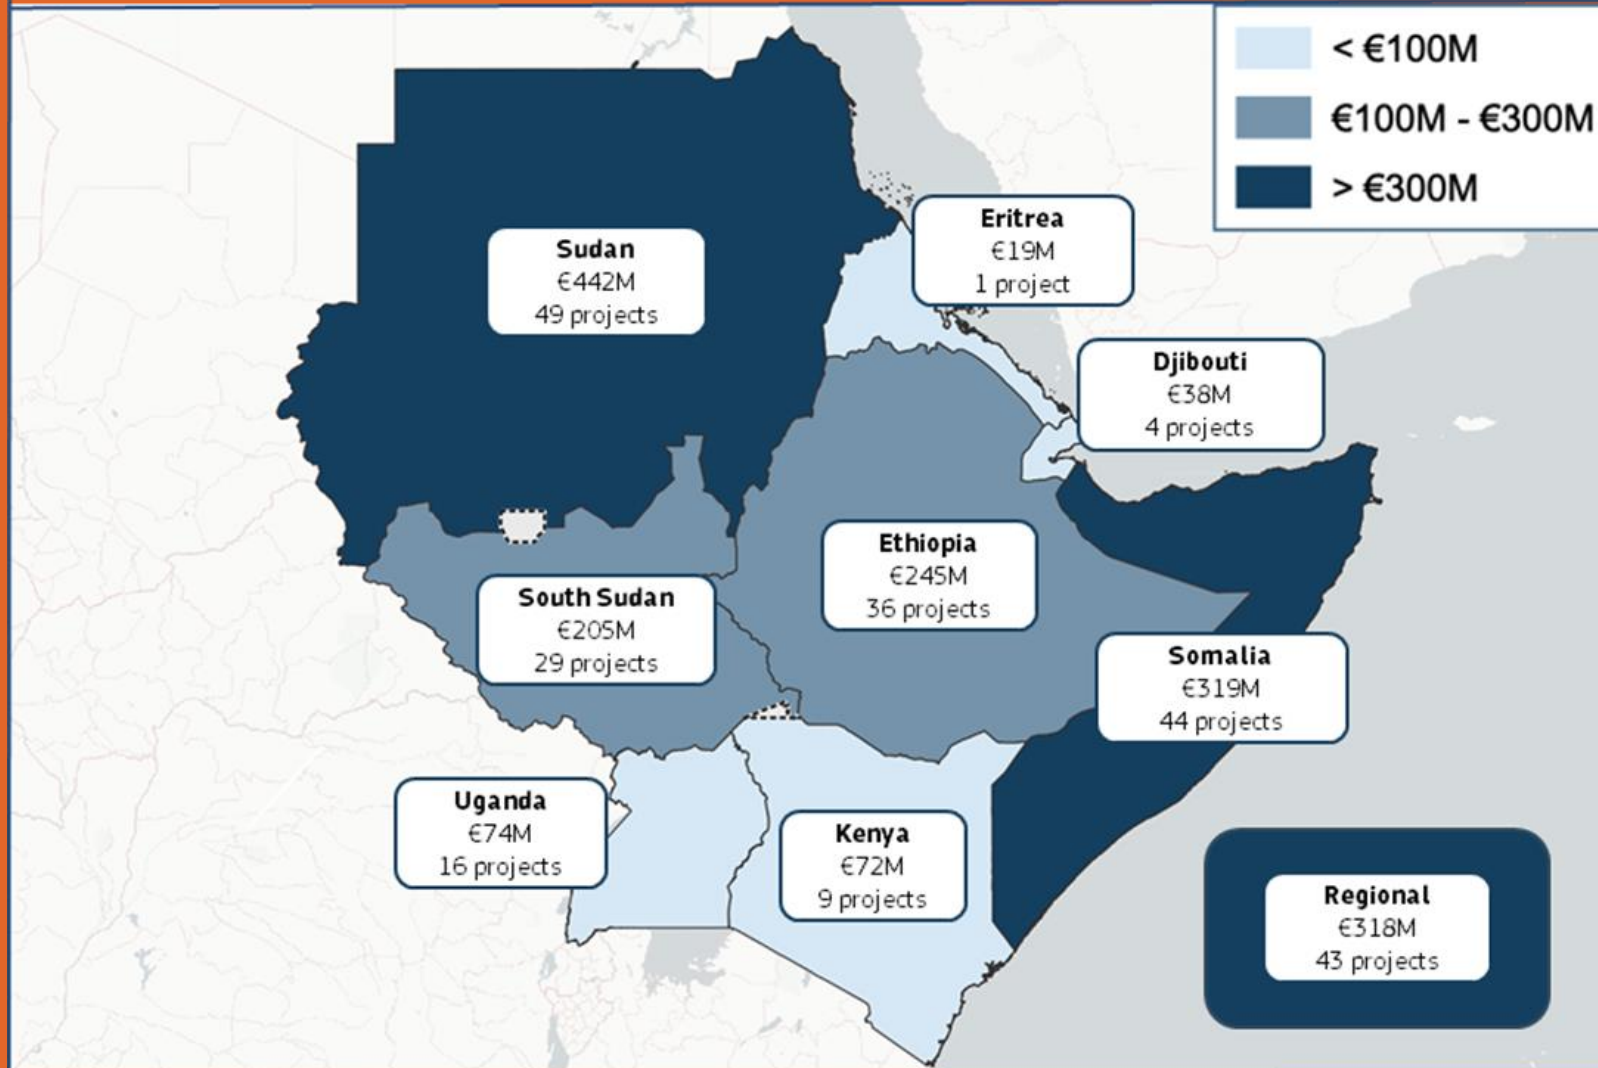 < €100M
€100M - €300M
> €300M
Sudan
€442M
49 projects
Eritrea
€19M
1 project
Djibouti
€38M
4 projects
Ethiopia
€245M
36 projects
South Sudan
€205M
29 projects
Somalia
€319M
44 projects
Uganda
€74M
16 projects
Kenya
€72M
9 projects
Regional
€318M
43 projects